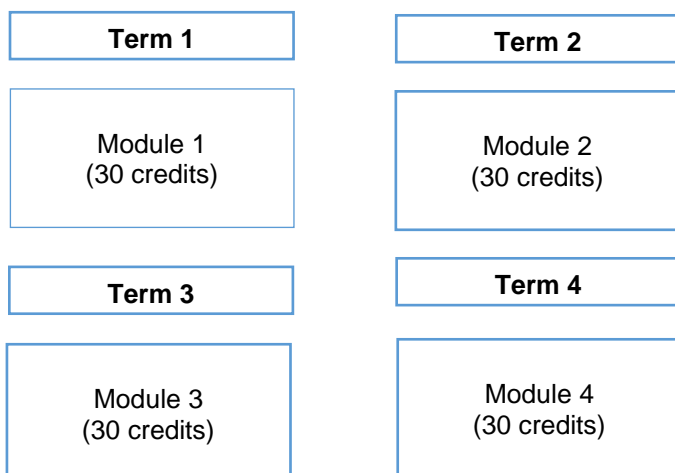 Term 1
Term 2
Module 1
(30 credits)
Module 2
(30 credits)
Term 3
Term 4
Module 3
(30 credits)
Module 4
(30 credits)